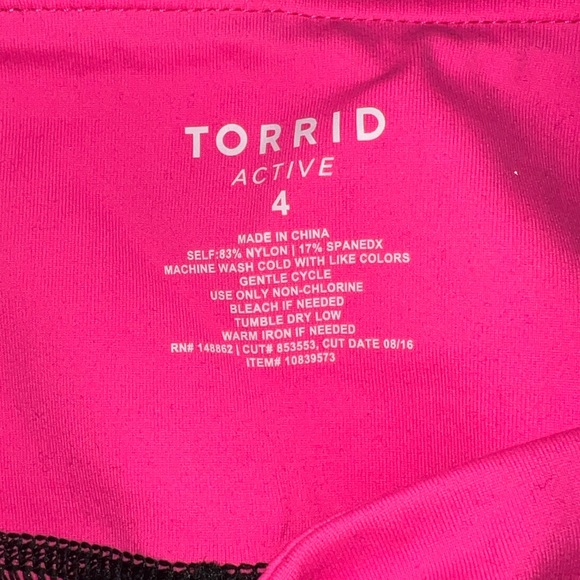 TORRID
ACTIVE
4
MADE IN CHINA
SELF:83% NYLON | 17% SPANEDX
MACHINE WASH COLD WITH LIKE COLORS
GENTLE CYCLE
USE ONLY NON-CHLORINE
BLEACH IF NEEDED
TUMBLE DRY LOW
WARM IRON IF NEEDED
RN# 148862 | CUT# 853553, CUT DATE 08/16
ITEM# 10839573